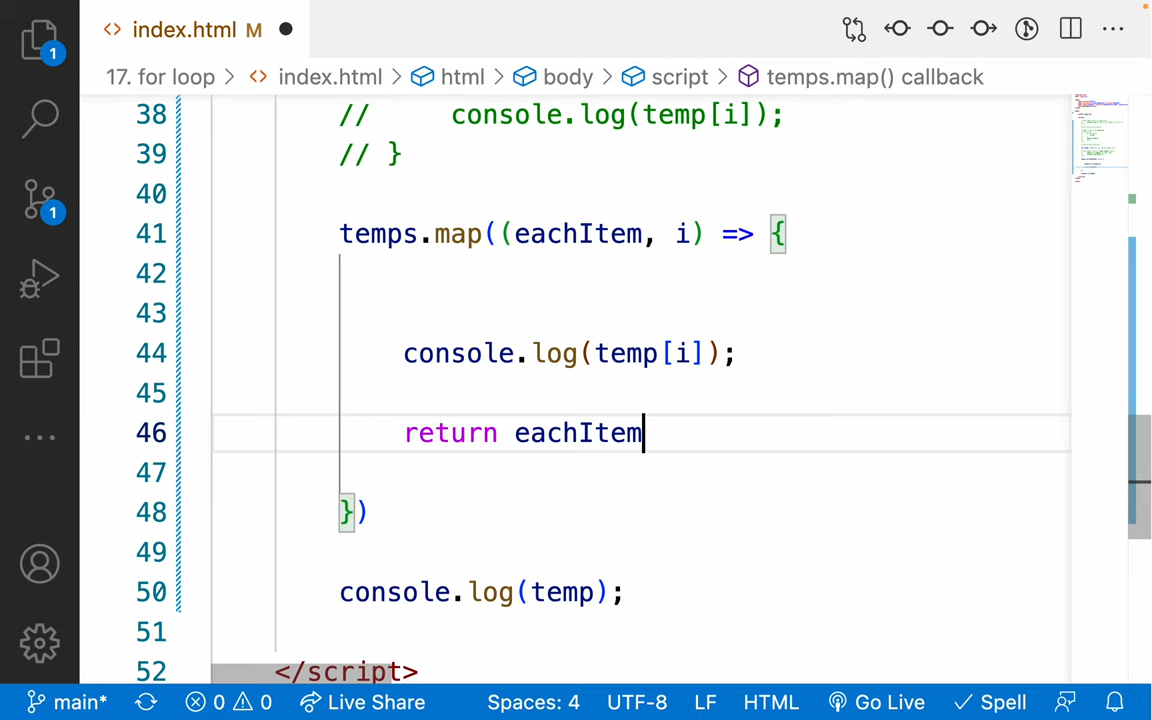 index.html M
17. for loop > index.html > html > body > script > temps.map() callback
38 // console.log(temp[i]);
39 // }
40
41 temps.map((eachItem, i) => {
42
43
44 console.log(temp[i]);
45
46 return eachItem
47
48 })
49
50 console.log(temp);
51
52 </script>
1
1
main* 0 0 Live Share Spaces: 4 UTF-8 LF HTML Go Live Spell